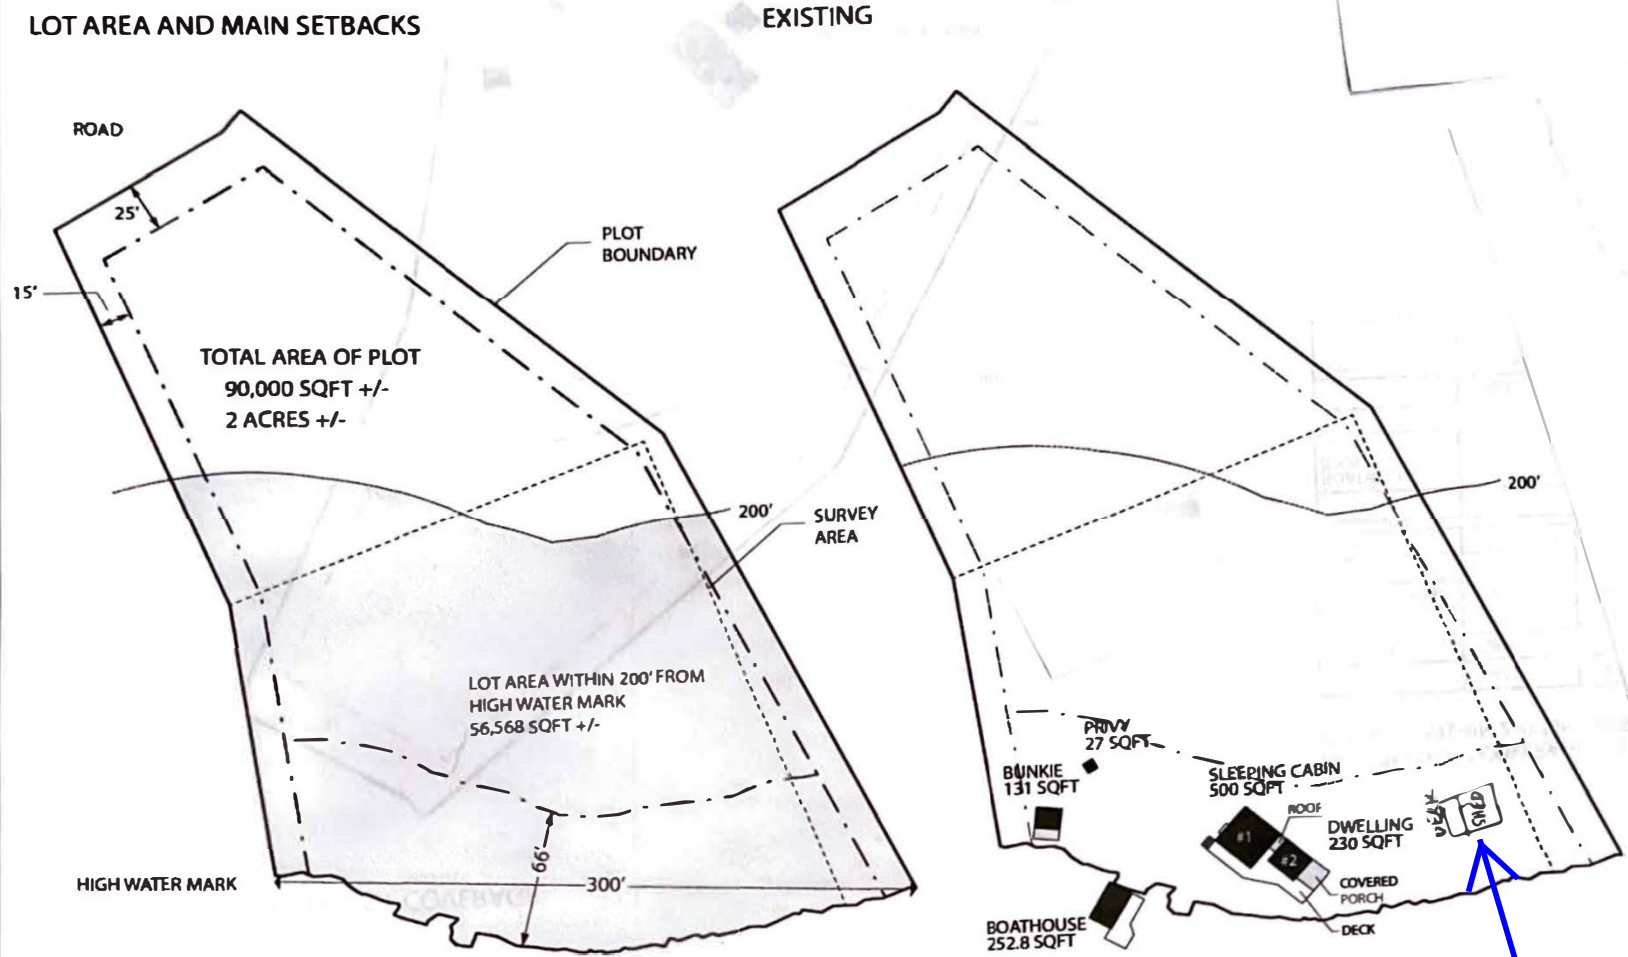 LOT AREA AND MAIN SETBACKS
EXISTING
ROAD
25'
PLOT
BOUNDARY
15'
TOTAL AREA OF PLOT
90,000 SQFT +/-
2 ACRES +/-
200'
SURVEY
AREA
LOT AREA WITHIN 200' FROM
HIGH WATER MARK
56,568 SQFT +/-
66'
HIGH WATER MARK
300'
COVERAGE
200'
PRIVY
27 SQFT
BUNKIE
131 SQFT
SLEEPING CABIN
500 SQFT
ROOF
#1
#2
DWELLING
230 SQFT
SHED
COVERED
PORCH
DECK
BOATHOUSE
252.8 SQFT